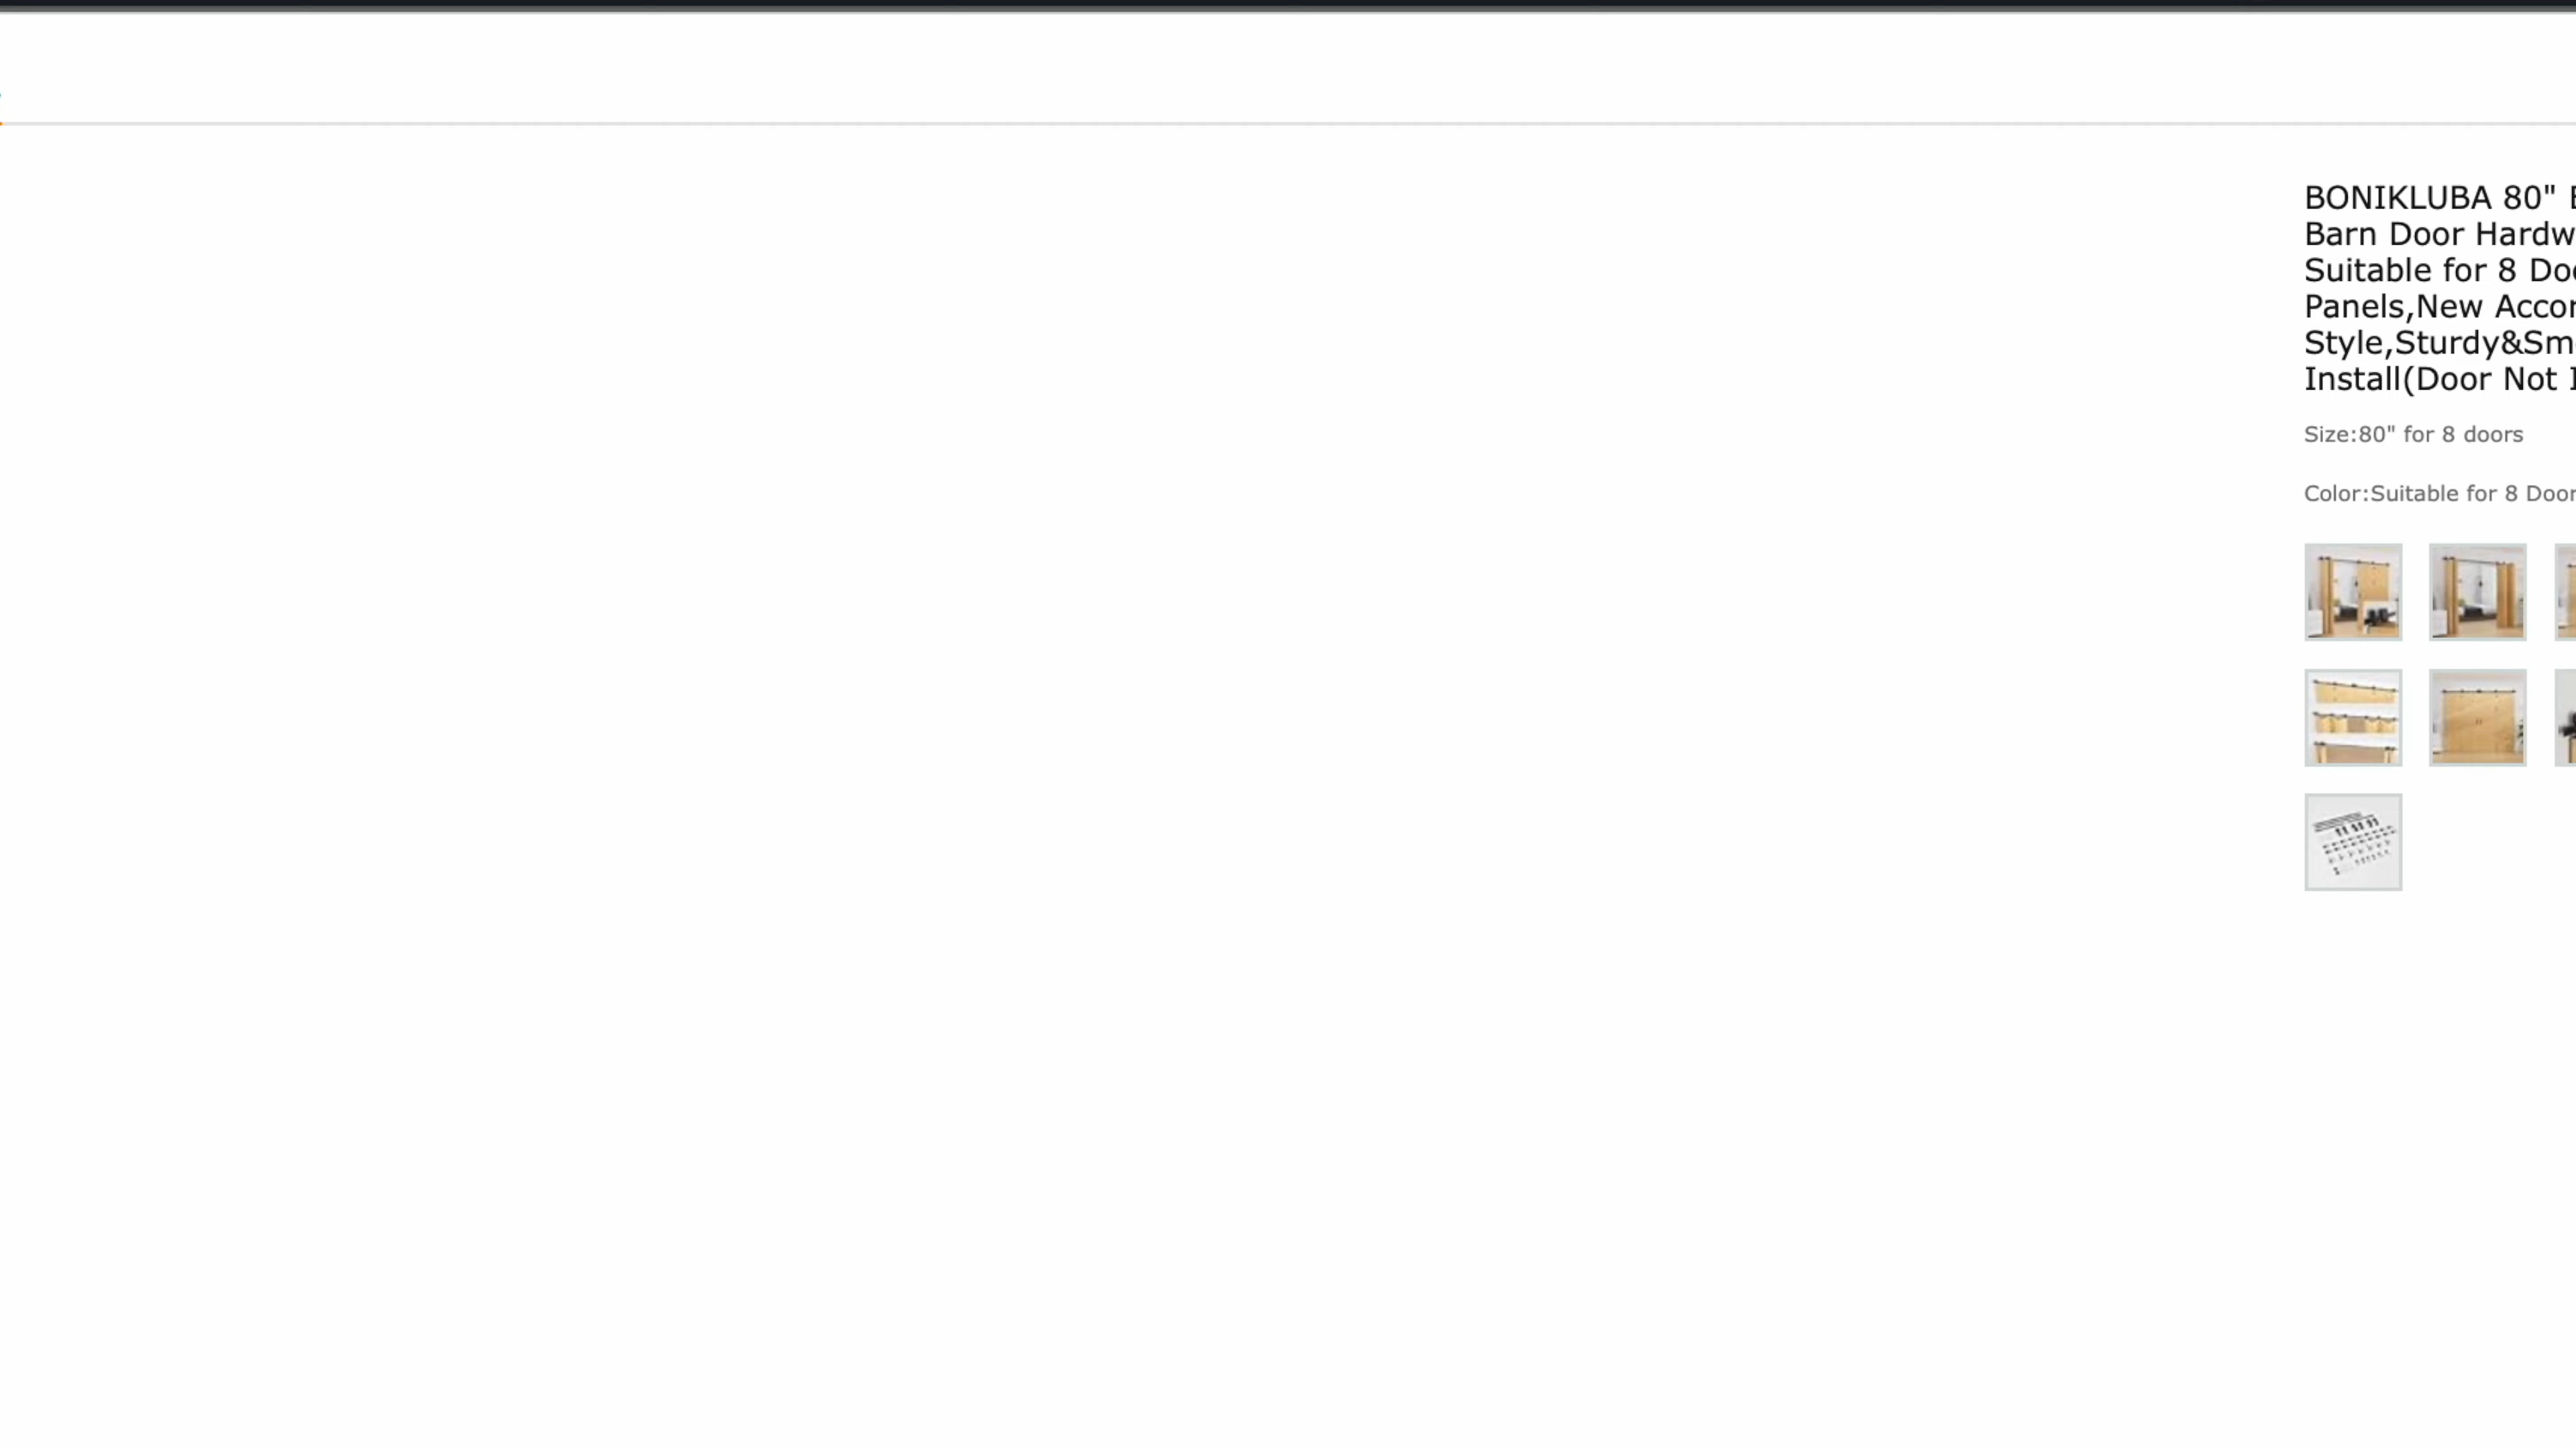 BONIKLUBA 80"
Barn Door Hardw
Suitable for 8 Do
Panels,New Accor
Style,Sturdy&Sm
Install(Door Not
Size:80" for 8 doors
Color:Suitable for 8 Door